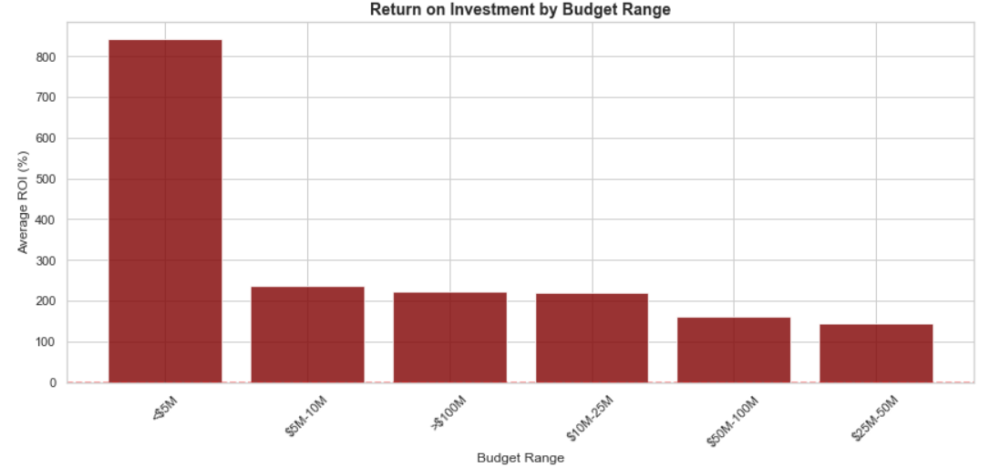 Return on Investment by Budget Range
Average ROI (%)
800
700
600
500
400
300
200
100
0
<$5M
$5M-10M
>$100M
$10M-25M
$50M-100M
$25M-50M
Budget Range